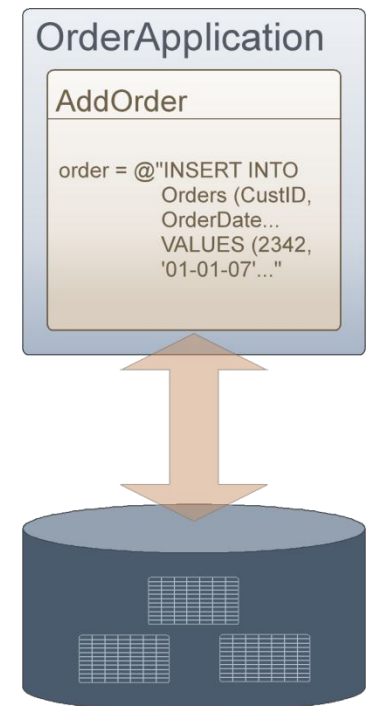 OrderApplication
AddOrder
order = @"INSERT INTO
Orders (CustID,
OrderDate...
VALUES (2342,
'01-01-07'..."